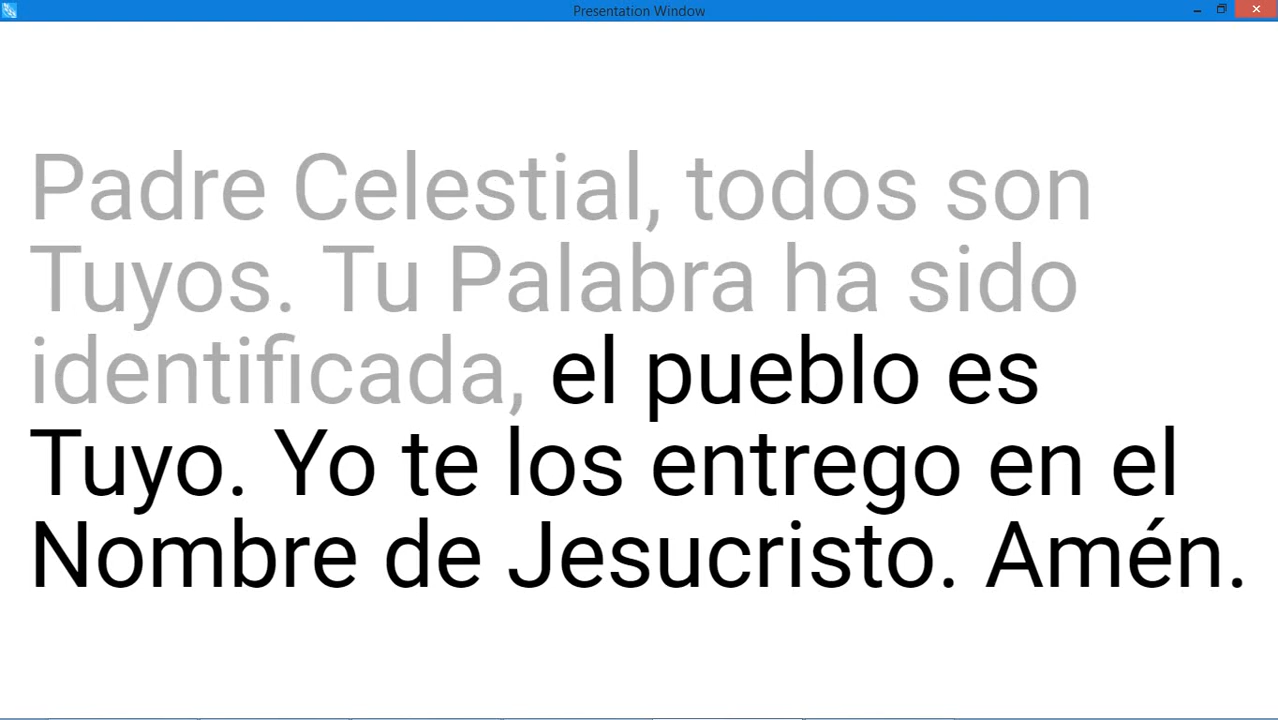 Presentation Window
Padre Celestial, todos son
Tuyos. Tu Palabra ha sido
identificada, el pueblo es
Tuyo. Yo te los entrego en el
Nombre de Jesucristo. Amén.